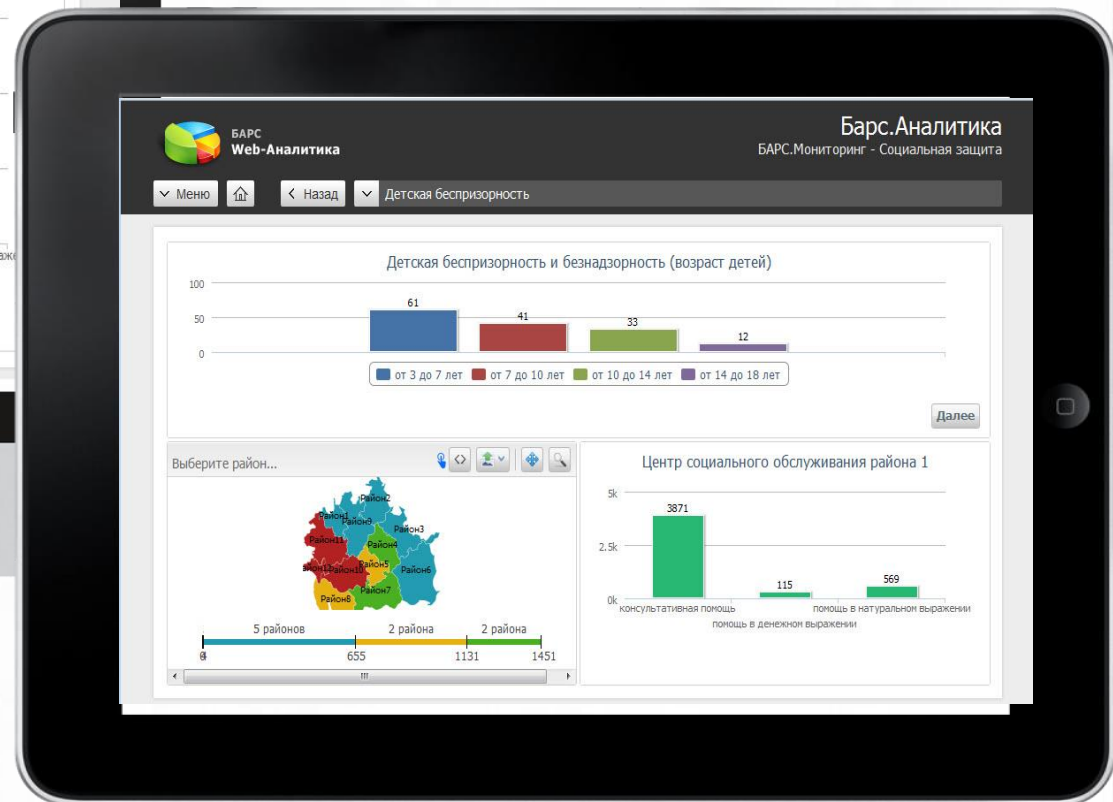 БАРС
Web-Аналитика
Барс.Аналитика
БАРС.Мониторинг - Социальная защита
Меню
Назад
Детская беспризорность
Детская беспризорность и безнадзорность (возраст детей)
100
50
0
61
41
33
12
от 3 до 7 лет от 7 до 10 лет от 10 до 14 лет от 14 до 18 лет
Далее
Выберите район...
Район2
Район1
Район9
Район3
Район11
Район4
Район5
Район10
Район6
Район7
Район8
5 районов 2 района 2 района
655 1131 1451
Центр социального обслуживания района 1
5k
2.5k
0k
3871
115
569
консультативная помощь помощь в натуральном выражении
помощь в денежном выражении